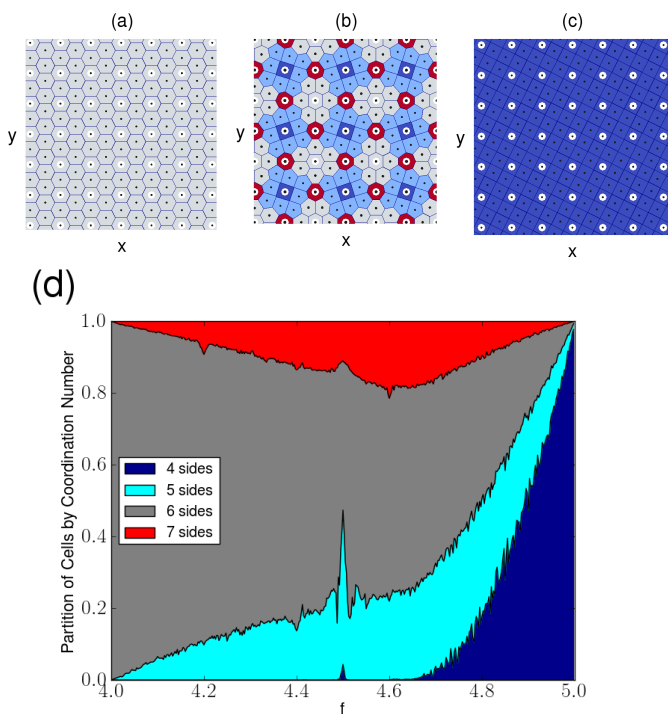 (a)
(b)
(c)
y
y
y
x
x
x
(d)
Partition of Cells by Coordination Number
1.0
0.8
0.6
0.4
0.2
0.0
4 sides
5 sides
6 sides
7 sides
4.0
4.2
4.4
4.6
4.8
5.0
f